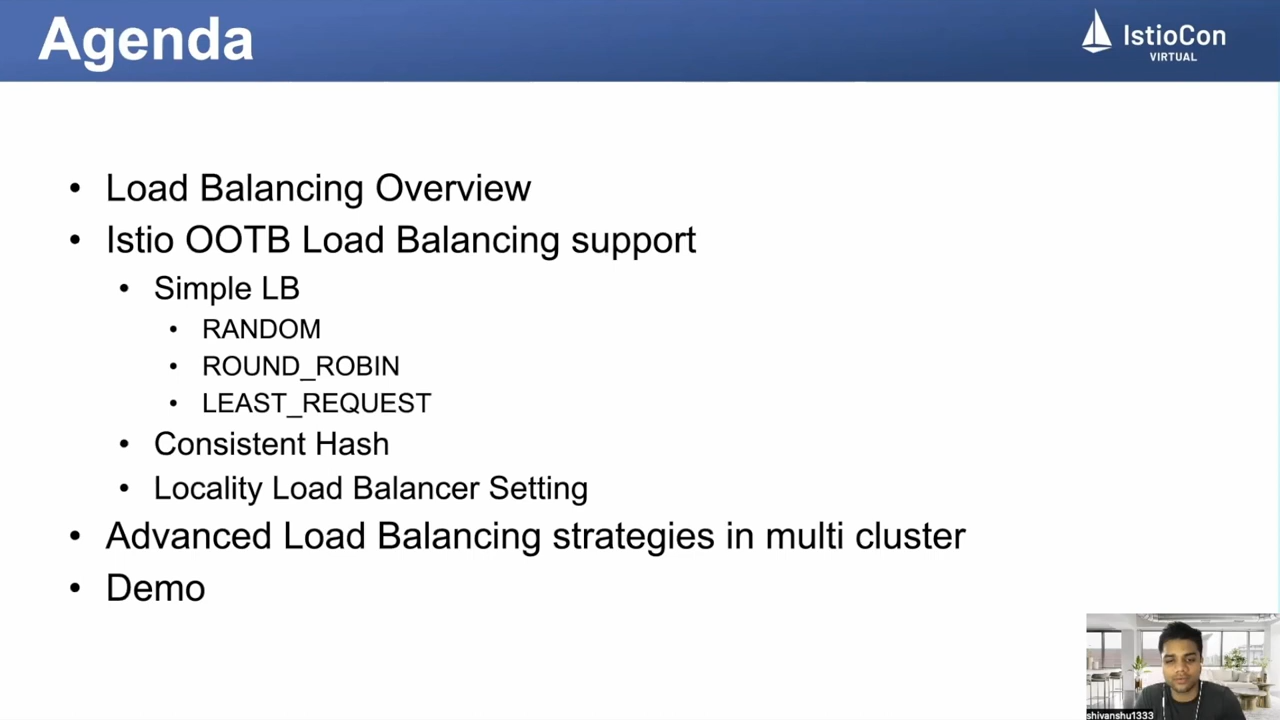 Agenda
IstioCon
VIRTUAL
• Load Balancing Overview
• Istio OOTB Load Balancing support
• Simple LB
• RANDOM
• ROUND_ROBIN
• LEAST_REQUEST
• Consistent Hash
• Locality Load Balancer Setting
• Advanced Load Balancing strategies in multi cluster
• Demo
shivanshu1333